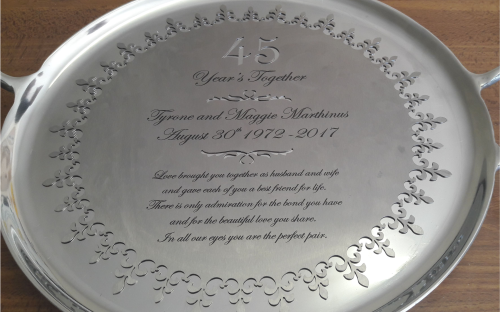 45
Year's Together
Tyrone and Maggie Marthinus
August 30th 1972 - 2017
Love brought you together as husband and wife
and gave each of you a best friend for life.
There is only admiration for the bond you have
and for the beautiful love you share.
In all our eyes you are the perfect pair.